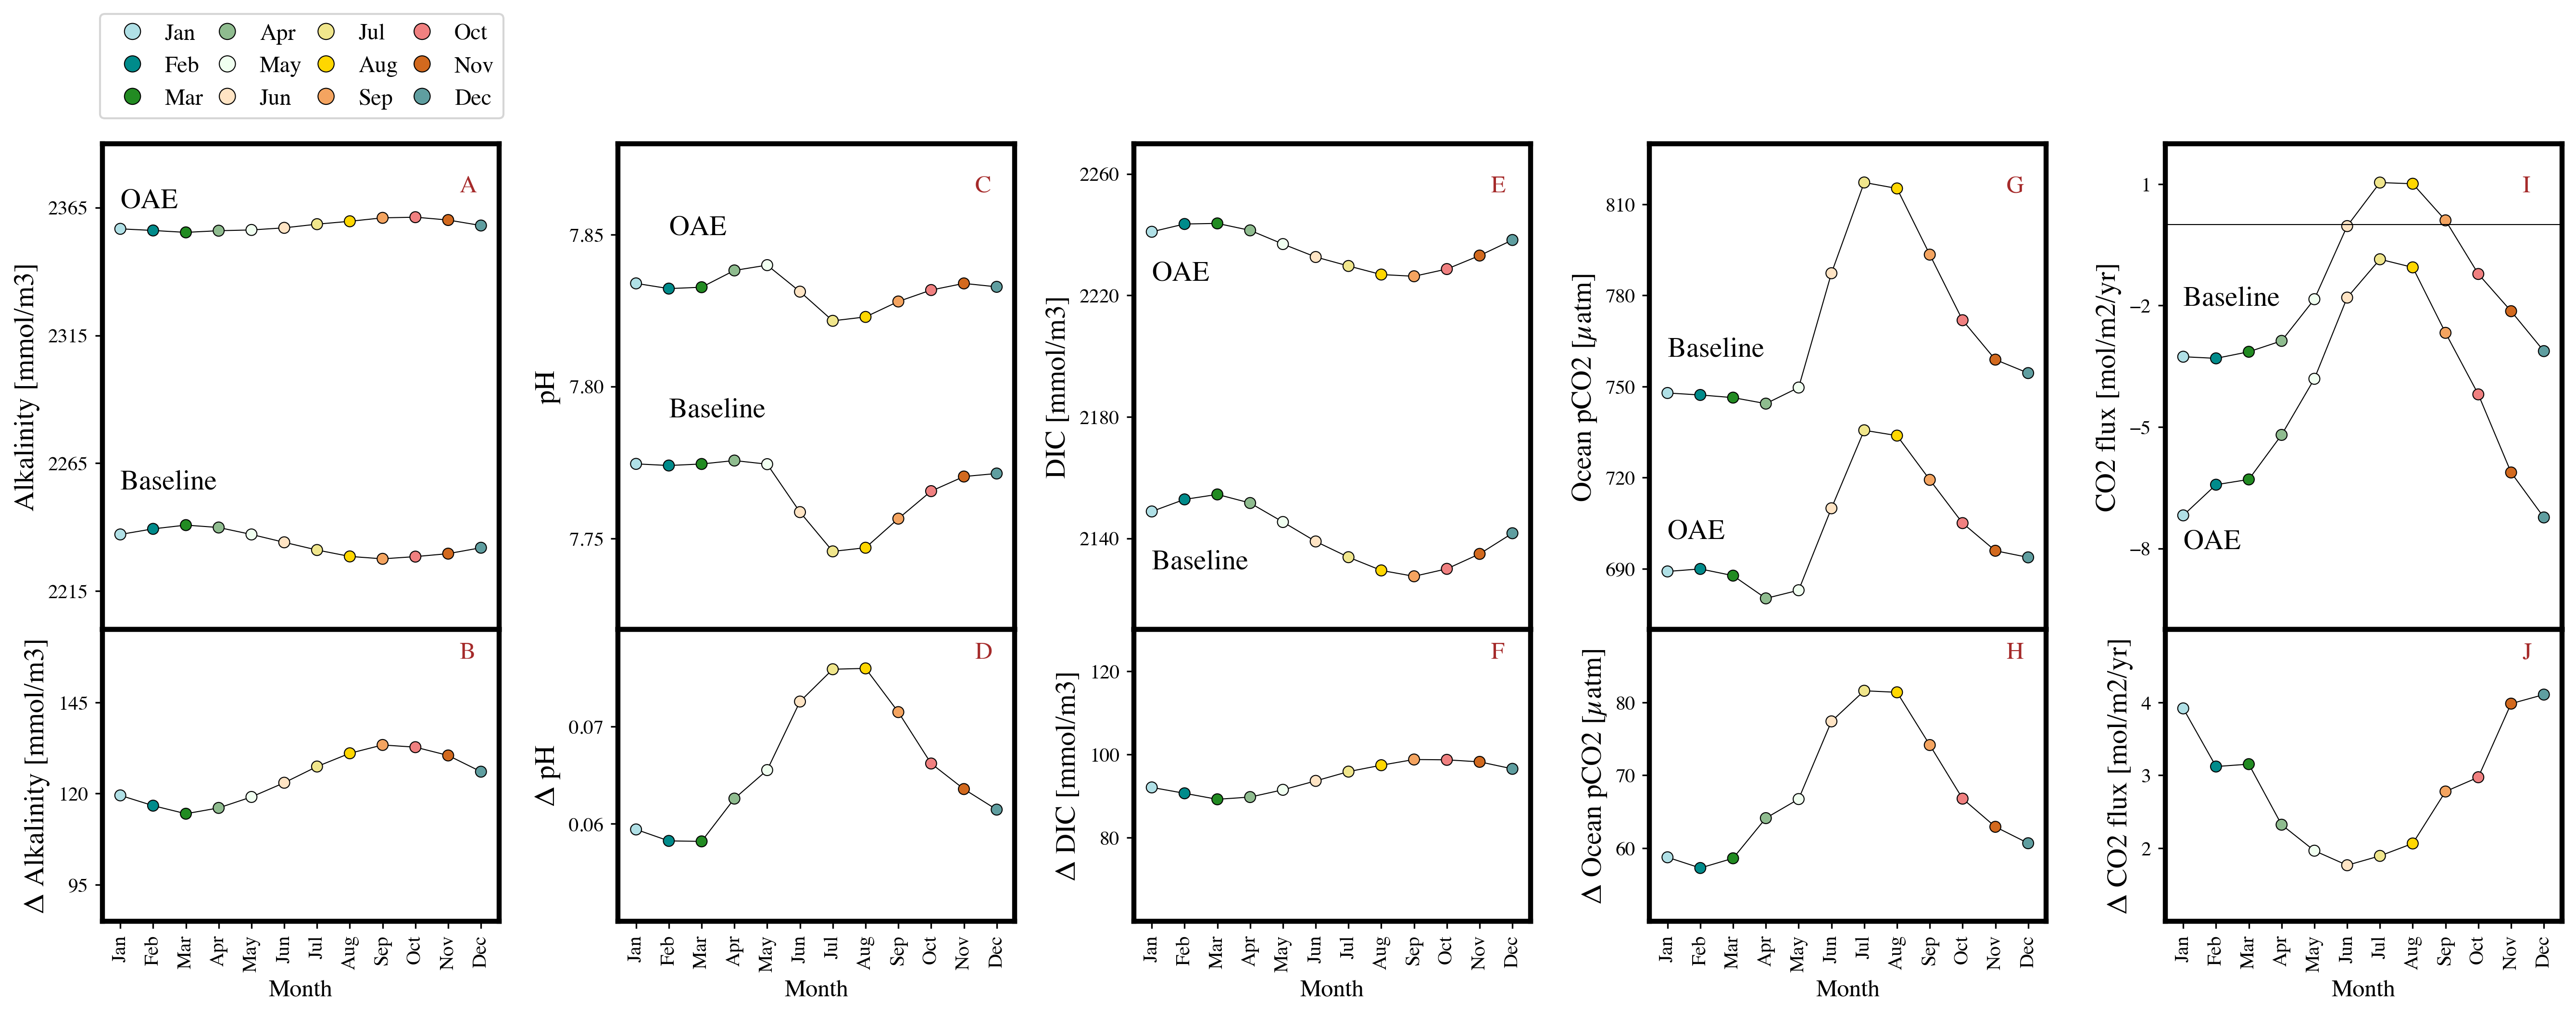 Jan Apr Jul Oct
Feb May Aug Nov
Mar Jun Sep Dec
Alkalinity [mmol/m3]
2365
2315
2265
2215
OAE
A
Baseline
Δ Alkalinity [mmol/m3]
145
120
95
B
Jan Feb Mar Apr May Jun Jul Aug Sep Oct Nov Dec
Month
pH
7.85
7.80
7.75
OAE
C
Baseline
Δ pH
0.07
0.06
D
Jan Feb Mar Apr May Jun Jul Aug Sep Oct Nov Dec
Month
DIC [mmol/m3]
2260
2220
2180
2140
E
OAE
Baseline
Δ DIC [mmol/m3]
120
100
80
F
Jan Feb Mar Apr May Jun Jul Aug Sep Oct Nov Dec
Month
Ocean pCO2 [μatm]
810
780
750
720
690
G
Baseline
OAE
Δ Ocean pCO2 [μatm]
80
70
60
H
Jan Feb Mar Apr May Jun Jul Aug Sep Oct Nov Dec
Month
CO2 flux [mol/m2/yr]
1
−2
−5
−8
I
Baseline
OAE
Δ CO2 flux [mol/m2/yr]
4
3
2
J
Jan Feb Mar Apr May Jun Jul Aug Sep Oct Nov Dec
Month